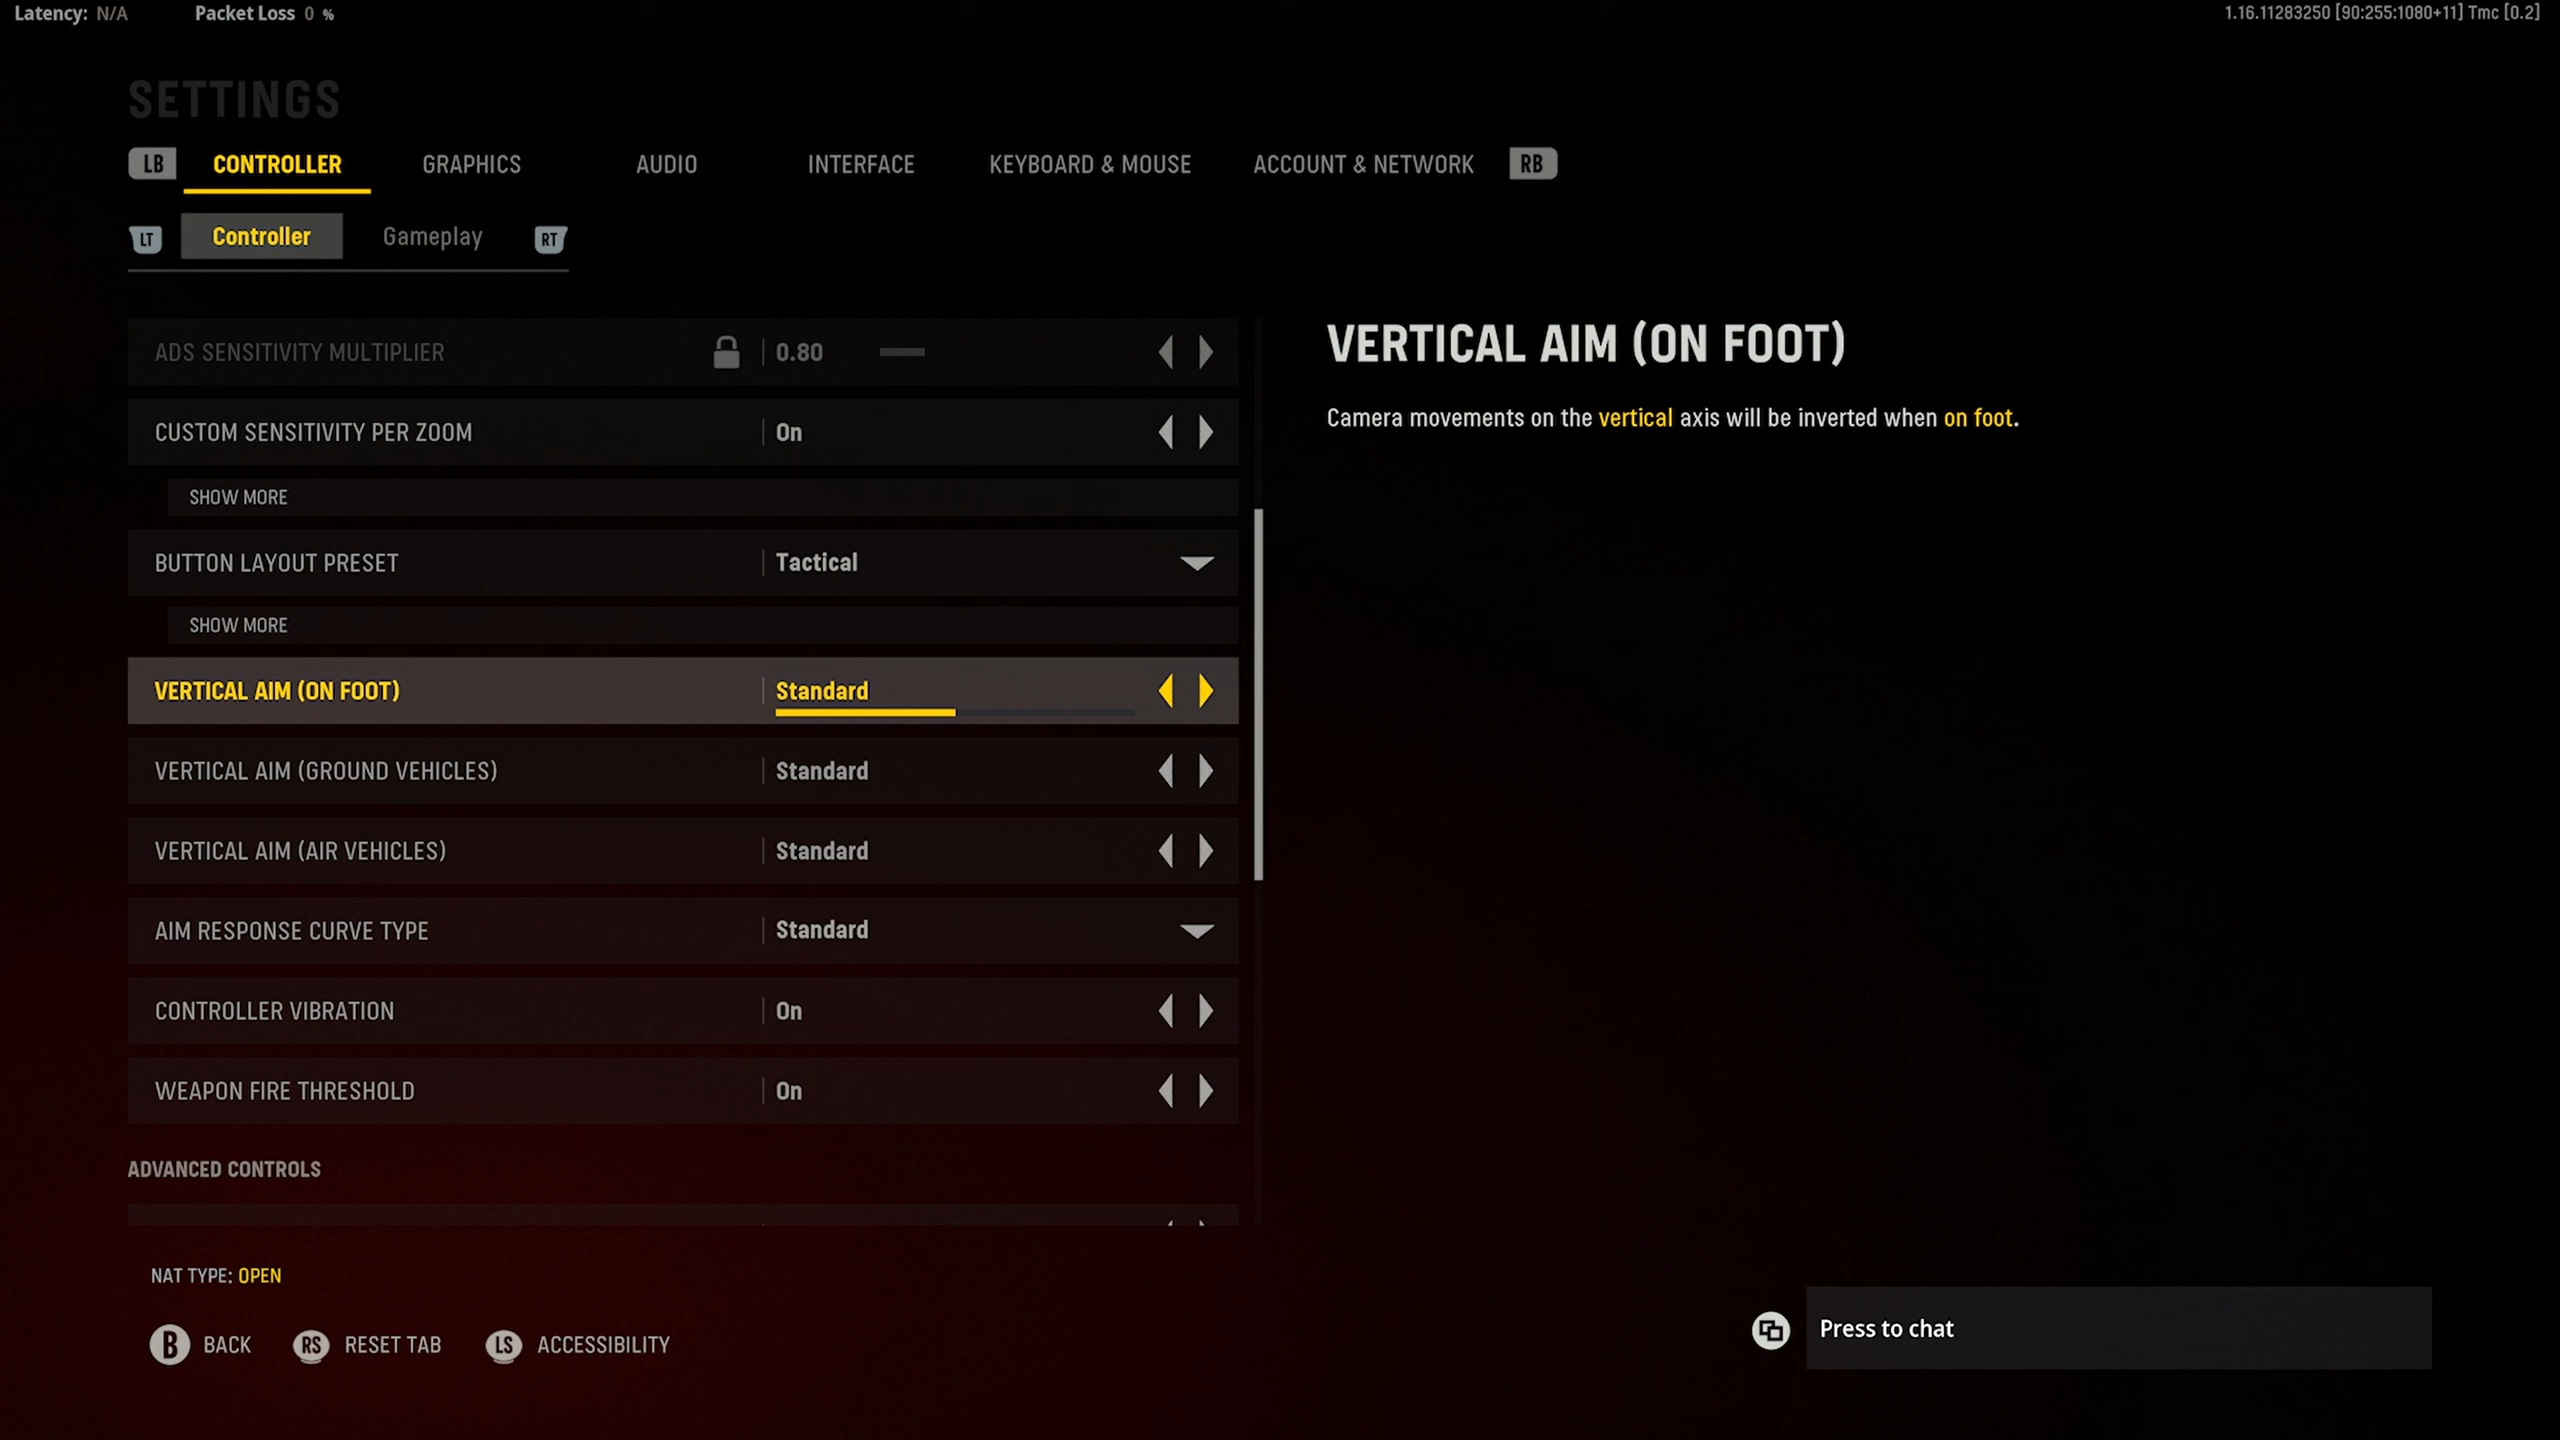 Latency: N/A Packet Loss 0 % 1.16.11283250 [90:255:1080+11] Tmc [0.2]
SETTINGS
LB CONTROLLER GRAPHICS AUDIO INTERFACE KEYBOARD & MOUSE ACCOUNT & NETWORK RB
LT Controller Gameplay RT
ADS SENSITIVITY MULTIPLIER 0.80
CUSTOM SENSITIVITY PER ZOOM On
SHOW MORE
BUTTON LAYOUT PRESET Tactical
SHOW MORE
VERTICAL AIM (ON FOOT) Standard
VERTICAL AIM (GROUND VEHICLES) Standard
VERTICAL AIM (AIR VEHICLES) Standard
AIM RESPONSE CURVE TYPE Standard
CONTROLLER VIBRATION On
WEAPON FIRE THRESHOLD On
ADVANCED CONTROLS
VERTICAL AIM (ON FOOT)
Camera movements on the vertical axis will be inverted when on foot.
NAT TYPE: OPEN
B BACK RS RESET TAB LS ACCESSIBILITY
Press to chat